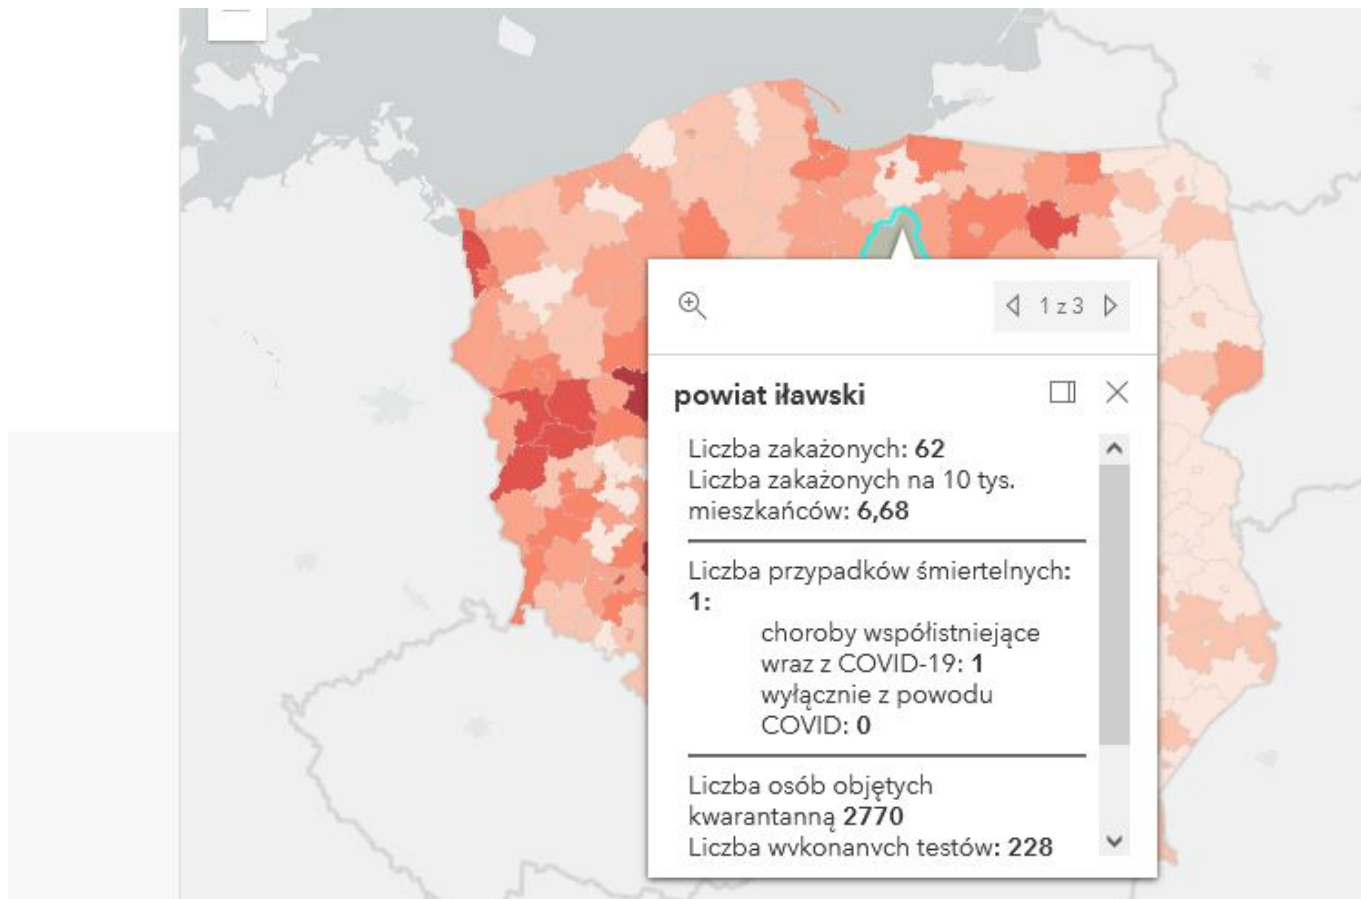 1 z 3
powiat iławski
Liczba zakażonych: 62
Liczba zakażonych na 10 tys.
mieszkańców: 6,68
Liczba przypadków śmiertelnych:
1:
choroby współistniejące
wraz z COVID-19: 1
wyłącznie z powodu
COVID: 0
Liczba osób objętych
kwarantanną 2770
Liczba wykonanych testów: 228